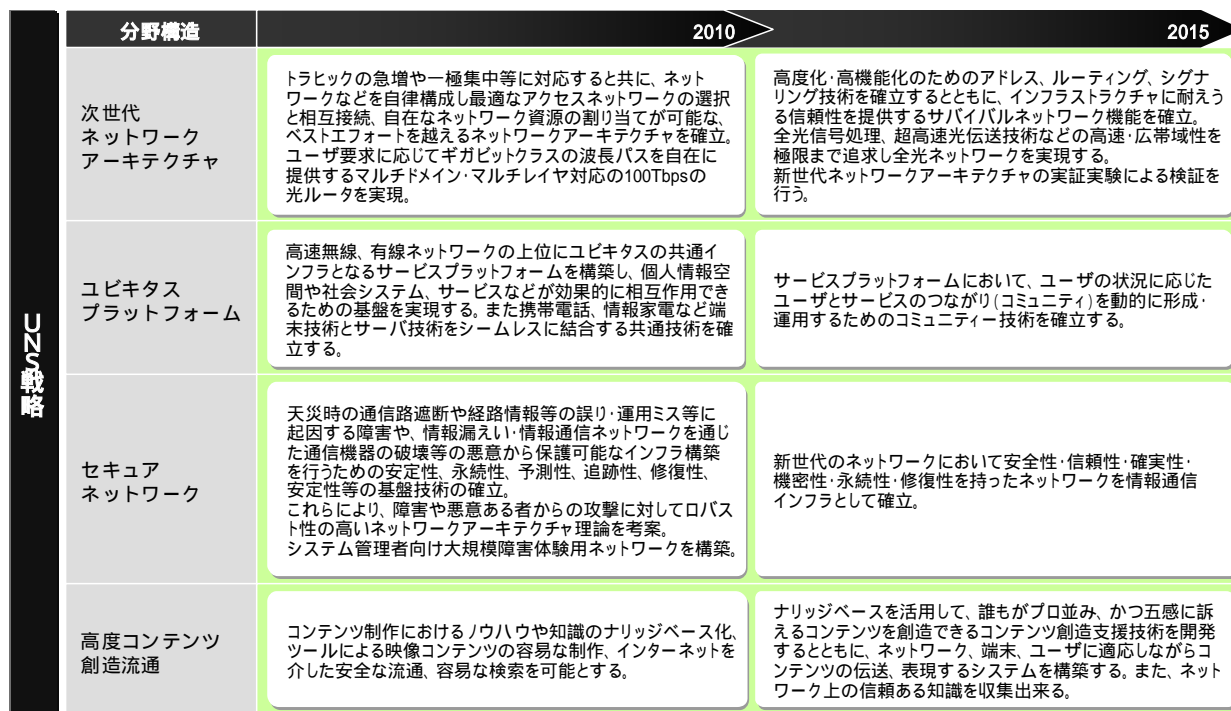 分野構造
2010
2015
UNS戦略
次世代
ネットワーク
アーキテクチャ
トラヒックの急増や一極集中等に対応すると共に、ネット
ワークなどを自律構成し最適なアクセスネットワークの選択
と相互接続、自在なネットワーク資源の割り当てが可能な、
ベストエフォートを越えるネットワークアーキテクチャを確立。
ユーザ要求に応じてギガビットクラスの波長パスを自在に
提供するマルチドメイン･マルチレイヤ対応の100Tbpsの
光ルータを実現。
高度化･高機能化のためのアドレス、ルーティング、シグナ
リング技術を確立するとともに、インフラストラクチャに耐えう
る信頼性を提供するサバイバルネットワーク機能を確立。
全光信号処理、超高速光伝送技術などの高速･広帯域性を
極限まで追求し全光ネットワークを実現する。
新世代ネットワークアーキテクチャの実証実験による検証を
行う。
ユビキタス
プラットフォーム
高速無線、有線ネットワークの上位にユビキタスの共通イ
ンフラとなるサービスプラットフォームを構築し、個人情報空
間や社会システム、サービスなどが効果的に相互作用でき
るための基盤を実現する。また携帯電話、情報家電など端
末技術とサーバ技術をシームレスに結合する共通技術を確
立する。
サービスプラットフォームにおいて、ユーザの状況に応じた
ユーザとサービスのつながり(コミュニティ)を動的に形成･
運用するためのコミュニティー技術を確立する。
セキュア
ネットワーク
天災時の通信路遮断や経路情報等の誤り･運用ミス等に
起因する障害や、情報漏えい･情報通信ネットワークを通じ
た通信機器の破壊等の悪意から保護可能なインフラ構築
を行うための安定性、永続性、予測性、追跡性、修復性、
安定性等の基盤技術の確立。
これらにより、障害や悪意ある者からの攻撃に対してロバス
ト性の高いネットワークアーキテクチャ理論を考案。
システム管理者向け大規模障害体験用ネットワークを構築。
新世代のネットワークにおいて安全性･信頼性･確実性･
機密性･永続性･修復性を持ったネットワークを情報通信
インフラとして確立。
高度コンテンツ
創造流通
コンテンツ制作におけるノウハウや知識のナリッジベース化、
ツールによる映像コンテンツの容易な制作、インターネットを
介した安全な流通、容易な検索を可能とする。
ナリッジベースを活用して、誰もがプロ並み、かつ五感に訴
えるコンテンツを創造できるコンテンツ創造支援技術を開発
するとともに、ネットワーク、端末、ユーザに適応しながらコ
ンテンツの伝送、表現するシステムを構築する。また、ネット
ワーク上の信頼ある知識を収集出来る。